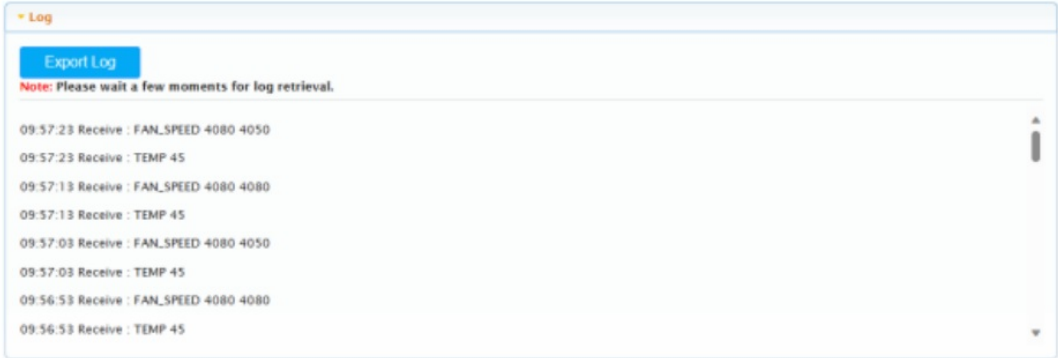 Log
Export Log
Note: Please wait a few moments for log retrieval.
09:57:23 Receive : FAN_SPEED 4080 4050
09:57:23 Receive : TEMP 45
09:57:13 Receive : FAN_SPEED 4080 4080
09:57:13 Receive : TEMP 45
09:57:03 Receive : FAN_SPEED 4080 4050
09:57:03 Receive : TEMP 45
09:56:53 Receive : FAN_SPEED 4080 4080
09:56:53 Receive : TEMP 45